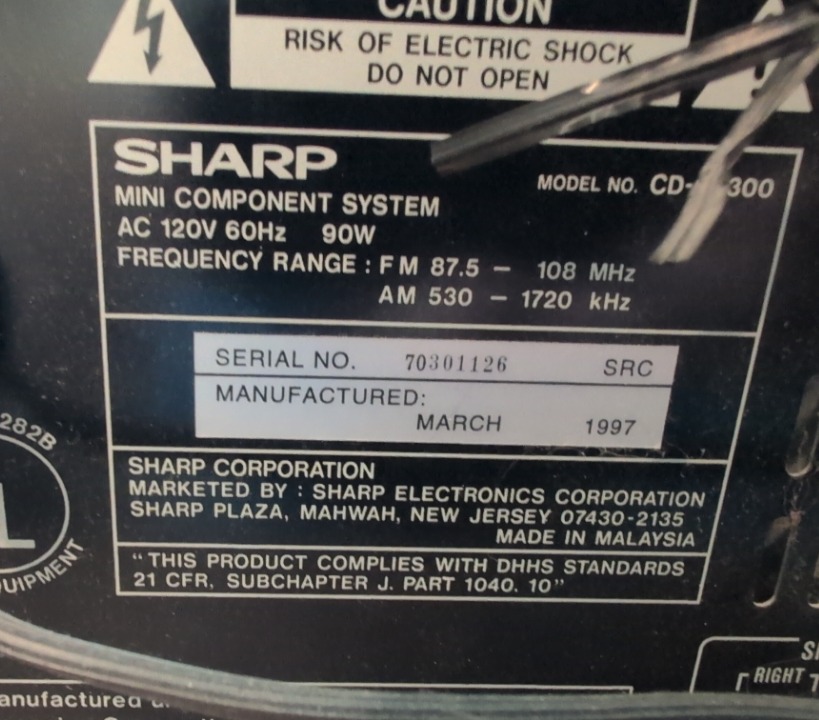 CAUTION
RISK OF ELECTRIC SHOCK
DO NOT OPEN
SHARP
MODEL NO. CD- 300
MINI COMPONENT SYSTEM
AC 120V 60Hz 90W
FREQUENCY RANGE : FM 87.5 – 108 MHz
AM 530 – 1720 kHz
SERIAL NO. 70301126 SRC
MANUFACTURED:
MARCH 1997
282B
SHARP CORPORATION
MARKETED BY : SHARP ELECTRONICS CORPORATION
SHARP PLAZA, MAHWAH, NEW JERSEY 07430-2135
MADE IN MALAYSIA
"THIS PRODUCT COMPLIES WITH DHHS STANDARDS
21 CFR, SUBCHAPTER J. PART 1040. 10"
RIGHT